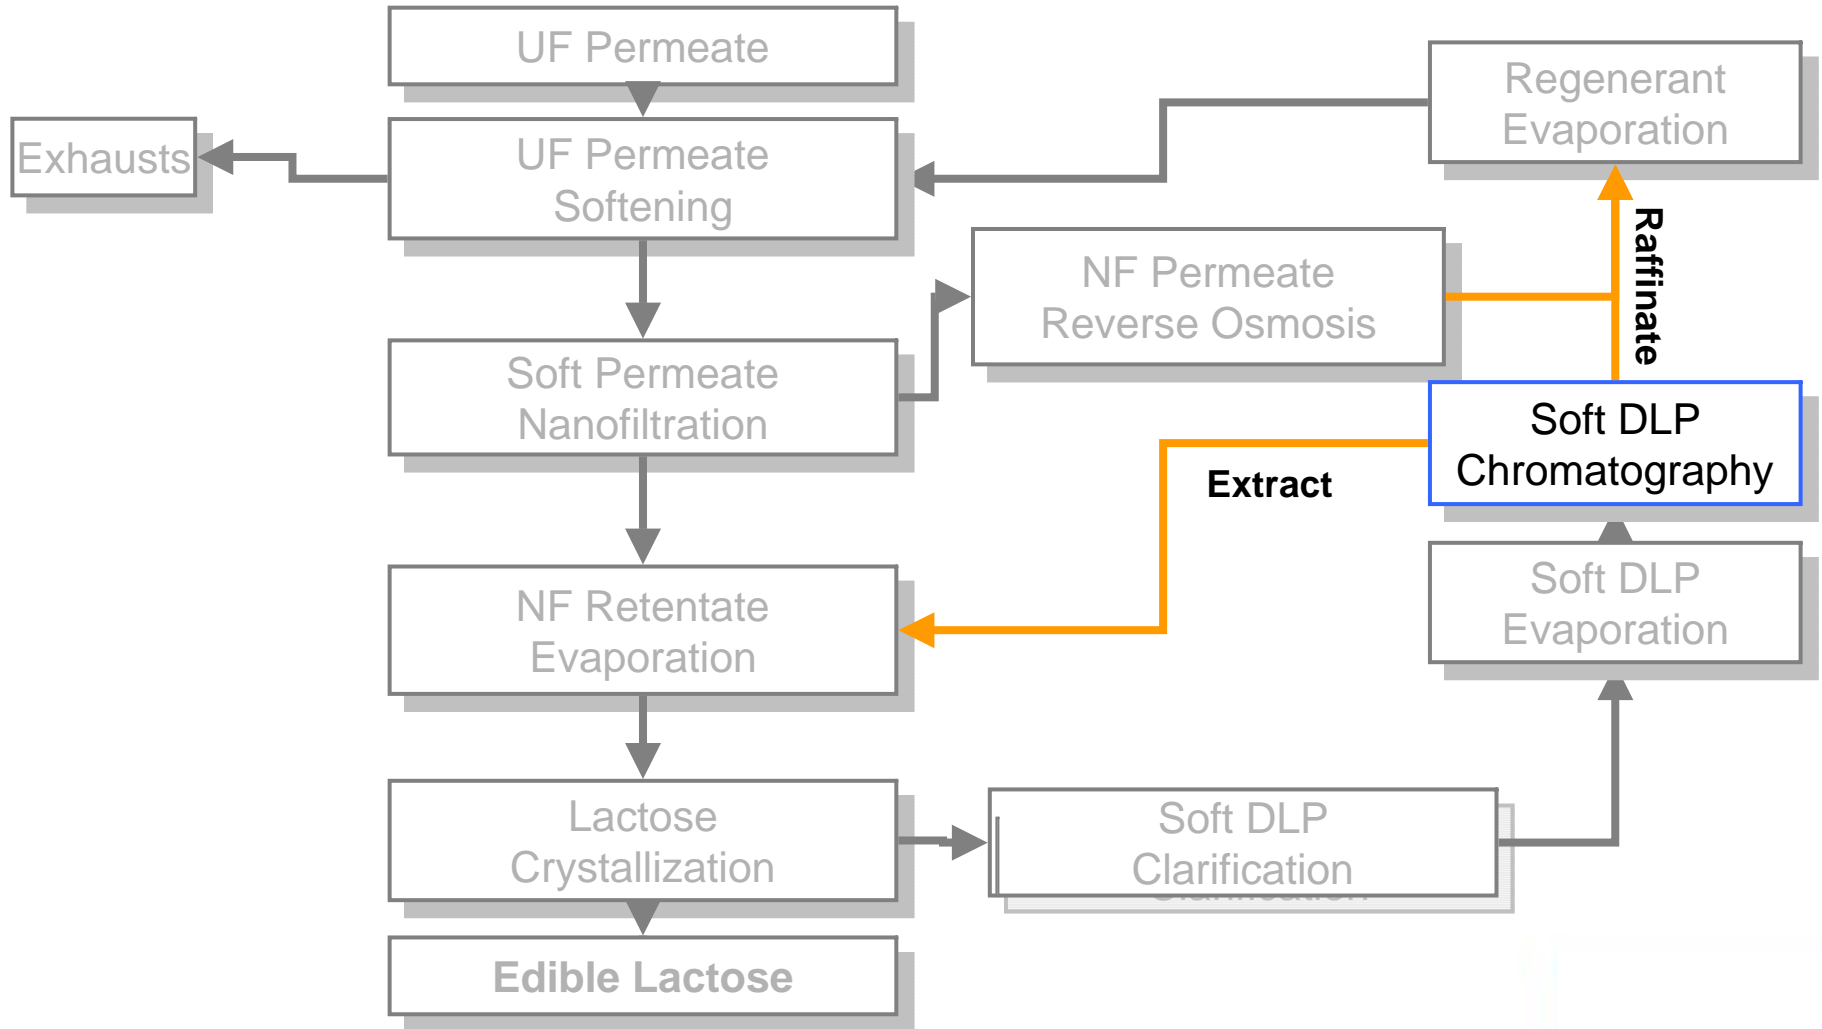 UF Permeate
Regenerant
Evaporation
Exhausts
UF Permeate
Softening
NF Permeate
Reverse Osmosis
Raffinate
Soft Permeate
Nanofiltration
Soft DLP
Chromatography
Extract
NF Retentate
Evaporation
Soft DLP
Evaporation
Lactose
Crystallization
Soft DLP
Clarification
Edible Lactose